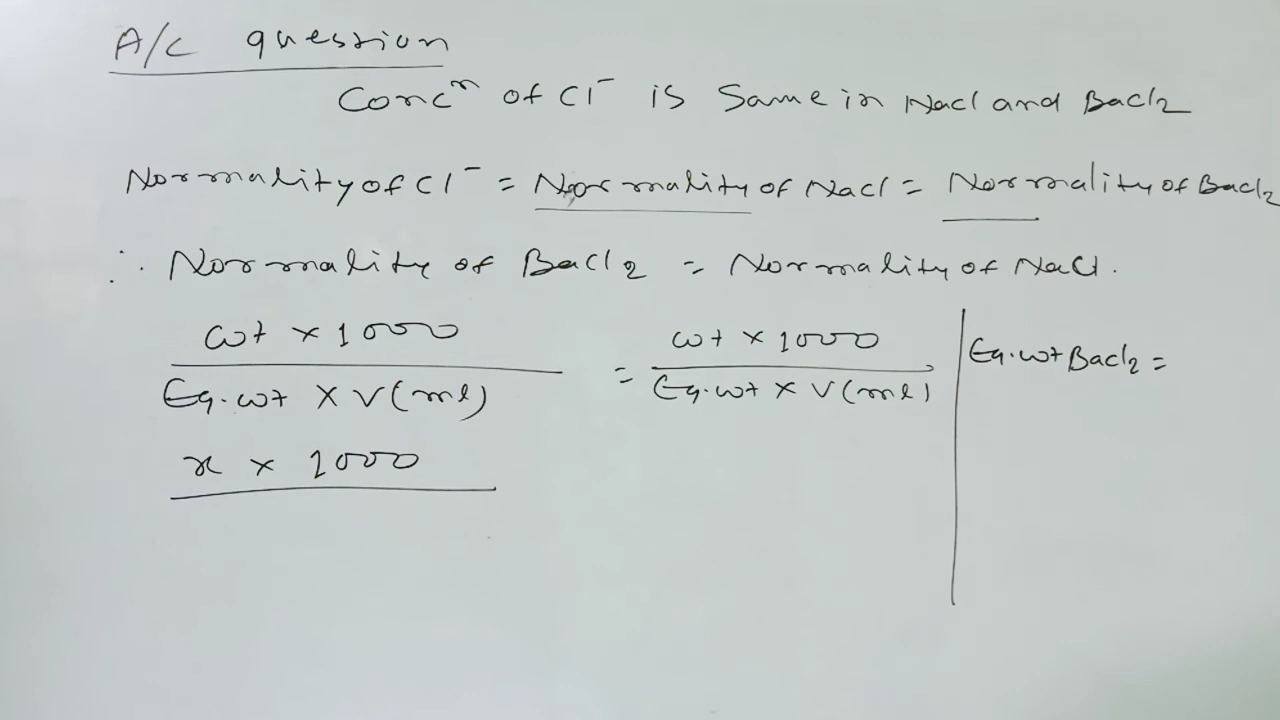 A/C question
Concⁿ of Cl⁻ is same in Nacl and Bacl₂
Normality of Cl⁻ = Normality of Nacl = Normality of Bacl₂
∴ Normality of Bacl₂ = Normality of Nacl.
wt × 1000 / Eq.wt × V(ml) = wt × 1000 / Eq.wt × V(ml)
Eq.wt Bacl₂ =
x × 1000